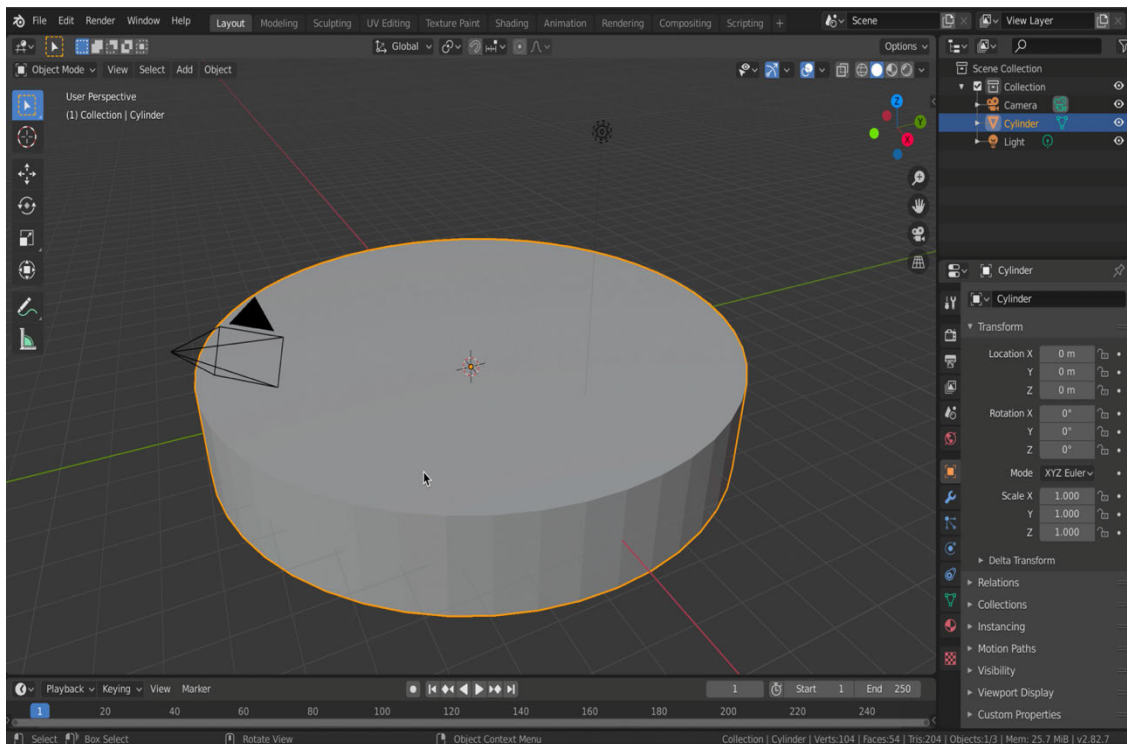 File Edit Render Window Help Layout Modeling Sculpting UV Editing Texture Paint Shading Animation Rendering Compositing Scripting + Scene View Layer
Global Options
Object Mode View Select Add Object
User Perspective
(1) Collection | Cylinder
Z
Y
X
Scene Collection
Collection
Camera
Cylinder
Light
Cylinder
Cylinder
Transform
Location X 0 m
Y 0 m
Z 0 m
Rotation X 0°
Y 0°
Z 0°
Mode XYZ Euler
Scale X 1.000
Y 1.000
Z 1.000
Delta Transform
Relations
Collections
Instancing
Motion Paths
Visibility
Viewport Display
Custom Properties
Playback Keying View Marker 1 Start 1 End 250
1 20 40 60 80 100 120 140 160 180 200 220 240
Select Box Select Rotate View Object Context Menu Collection | Cylinder | Verts:104 | Faces:54 | Tris:204 | Objects:1/3 | Mem: 25.7 MiB | v2.82.7